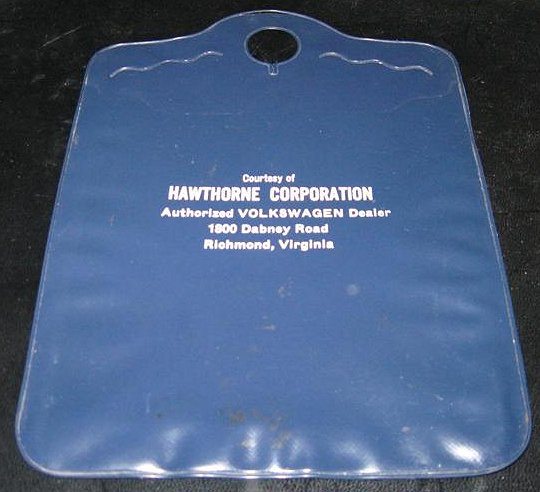 Courtesy of
HAWTHORNE CORPORATION
Authorized VOLKSWAGEN Dealer
1800 Dabney Road
Richmond, Virginia